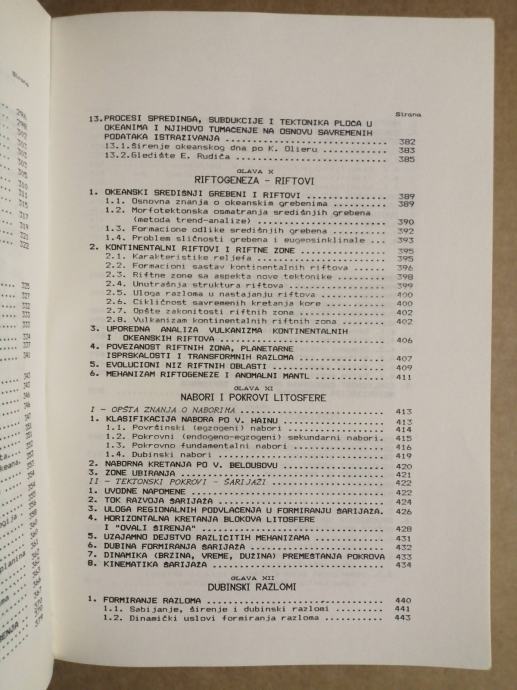 Strana
13.PROCESI SPREDINGA, SUBDUKCIJE I TEKTONIKA PLOČA U
OKEANIMA I NJIHOVO TUMAČENJE NA OSNOVU SAVREMENIH
PODATAKA ISTRAŽIVANJA ........ 382
13.1.Širenje okeanskog dna po K. Olieru ........ 383
13.2.Gledište E. Rudiča ........ 385
GLAVA X
RIFTOGENEZA - RIFTOVI
1. OKEANSKI SREDIŠNJI GREBENI I RIFTOVI ........ 389
1.1. Osnovna znanja o okeanskim grebenima ........ 389
1.2. Morfotektonska osmatranja središnjih grebena
(metoda trend-analize) ........ 390
1.3. Formacione odlike središnjih grebena ........ 392
1.4. Problem sličnosti grebena i eugeosinklinale ... 393
2. KONTINENTALNI RIFTOVI I RIFTNE ZONE ........ 395
2.1. Karakteristike reljefa ........ 395
2.2. Formacioni sastav kontinentalnih riftova ........ 396
2.3. Riftne zone sa aspekta nove tektonike ........ 398
2.4. Unutrašnja struktura riftova ........ 399
2.5. Uloga razloma u nastajanju riftova ........ 400
2.6. Cikličnost savremenih kretanja kore ........ 400
2.7. Opšte zakonitosti riftnih zona ........ 402
2.8. Vulkanizam kontinentalnih riftnih zona ........ 402
3. UPOREDNA ANALIZA VULKANIZMA KONTINENTALNIH
I OKEANSKIH RIFTOVA ........ 406
4. POVEZANOST RIFTNIH ZONA, PLANETARNE
ISPRSKALOSTI I TRANSFORMNIH RAZLOMA ........ 407
5. EVOLUCIONI NIZ RIFTNIH OBLASTI ........ 409
6. MEHANIZAM RIFTOGENEZE I ANOMALNI MANTL ........ 411
GLAVA XI
NABORI I POKROVI LITOSFERE
I - OPŠTA ZNANJA O NABORIMA ........ 413
1. KLASIFIKACIJA NABORA PO V. HAINU ........ 413
1.1. Površinski (egzogeni) nabori ........ 414
1.2. Pokrovni (endogeno-egzogeni) sekundarni nabori. 415
1.3. Pokrovno fundamentalni nabori ........ 416
1.4. Dubinski nabori ........ 419
2. NABORNA KRETANJA PO V. BELOUSOVU ........ 420
3. ZONE UBIRANJA ........ 421
II - TEKTONSKI POKROVI - ŠARIJAŽI ........ 422
1. UVODNE NAPOMENE ........ 422
2. TOK RAZVOJA ŠARIJAŽA ........ 424
3. ULOGA REGIONALNIH PODVLAČENJA U FORMIRANJU ŠARIJAŽA. 426
4. HORIZONTALNA KRETANJA BLOKOVA LITOSFERE
I "OVALI ŠIRENJA" ........ 428
5. UZAJAMNO DEJSTVO RAZLIČITIH MEHANIZAMA ........ 431
6. DUBINA FORMIRANJA ŠARIJAŽA ........ 432
7. DINAMIKA (BRZINA, VREME, DUŽINA) PREMEŠTANJA POKROVA 433
8. KINEMATIKA ŠARIJAŽA ........ 434
GLAVA XII
DUBINSKI RAZLOMI
1. FORMIRANJE RAZLOMA ........ 440
1.1. Sabijanje, širenje i dubinski razlomi ........ 441
1.2. Dinamički uslovi formiranja razloma ........ 443